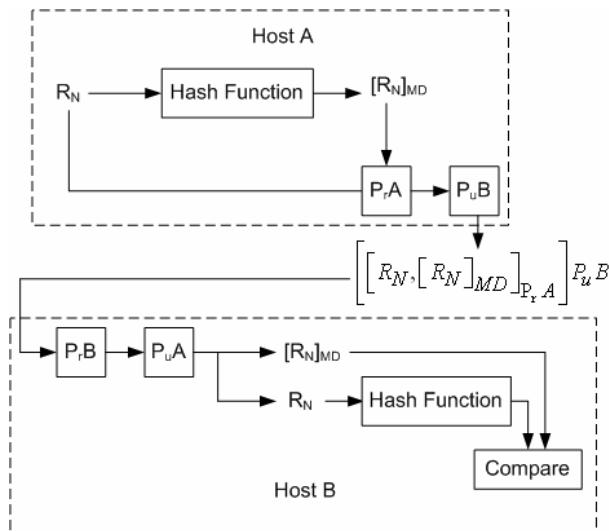 Host A
R_N Hash Function [R_N]_MD
P_rA P_uB
[[R_N,[R_N]_MD]_P_r A]P_u B
P_rB P_uA [R_N]_MD
R_N Hash Function
Compare
Host B